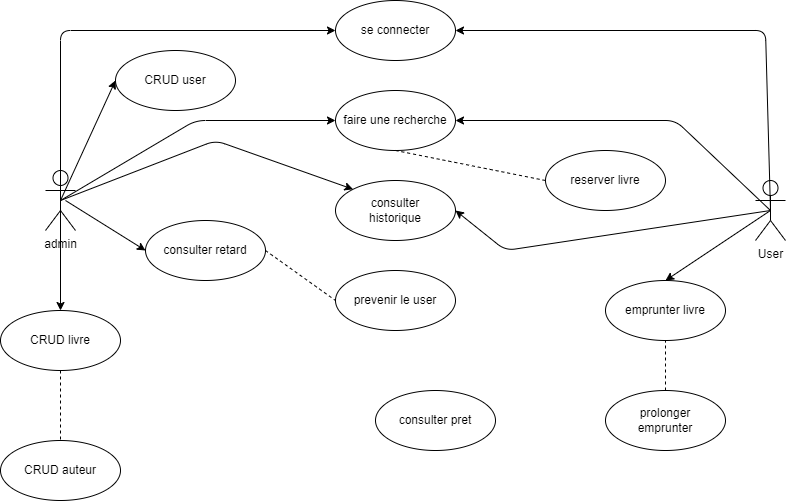 se connecter
CRUD user
faire une recherche
reserver livre
consulter
historique
admin
consulter retard
User
prevenir le user
emprunter livre
CRUD livre
consulter pret
prolonger
emprunter
CRUD auteur